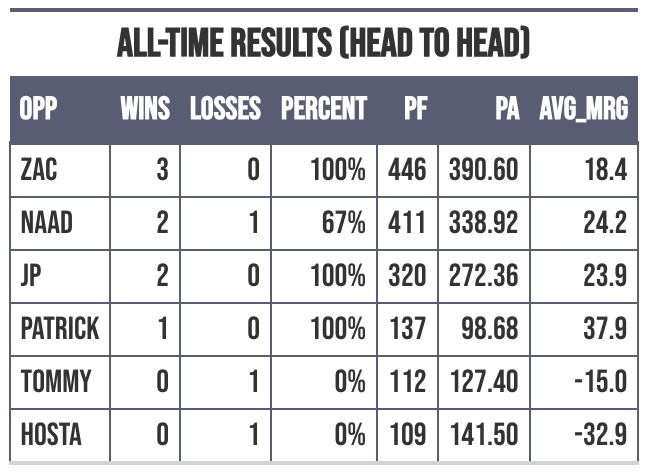 ALL-TIME RESULTS (HEAD TO HEAD)
OPP WINS LOSSES PERCENT PF PA AVG_MRG
ZAC 3 0 100% 446 390.60 18.4
NAAD 2 1 67% 411 338.92 24.2
JP 2 0 100% 320 272.36 23.9
PATRICK 1 0 100% 137 98.68 37.9
TOMMY 0 1 0% 112 127.40 -15.0
HOSTA 0 1 0% 109 141.50 -32.9